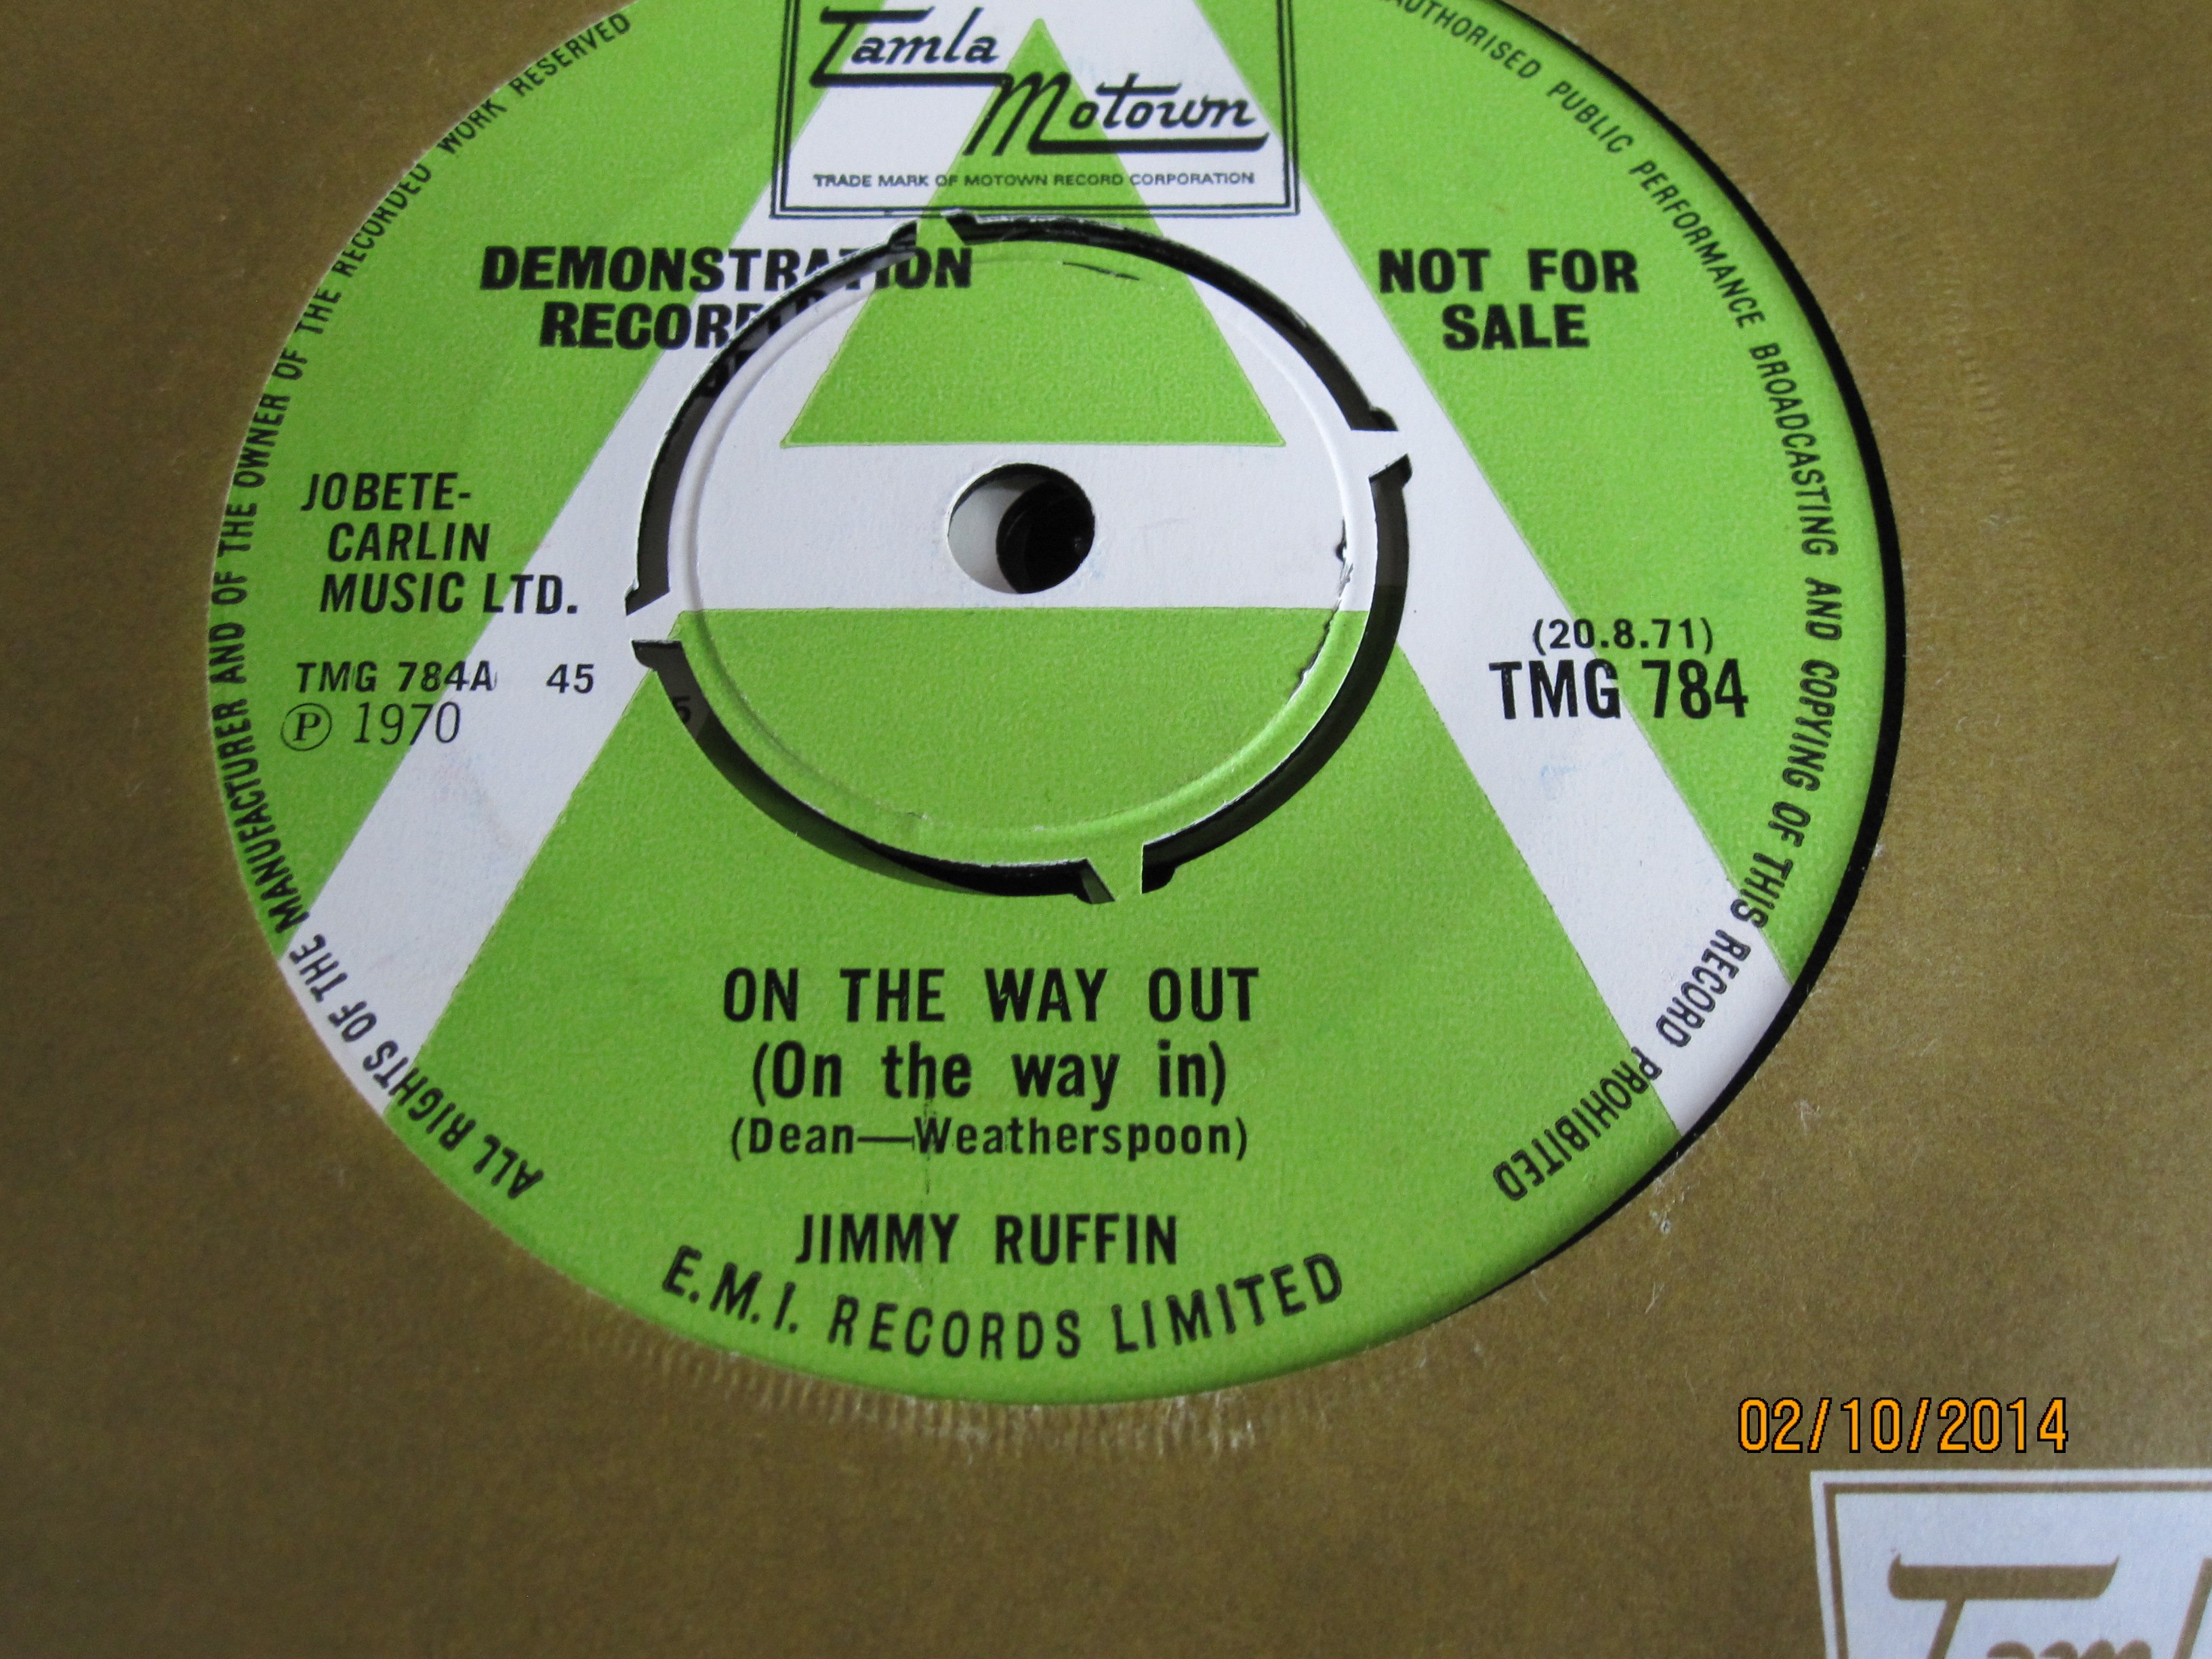 Tamla
Motown
TRADE MARK OF MOTOWN RECORD CORPORATION
DEMONSTRATION
RECORD
NOT FOR
SALE
JOBETE-
CARLIN
MUSIC LTD.
TMG 784A 45
Ⓟ 1970
(20.8.71)
TMG 784
ON THE WAY OUT
(On the way in)
(Dean—Weatherspoon)
JIMMY RUFFIN
E.M.I. RECORDS LIMITED
ALL RIGHTS OF THE MANUFACTURER AND OF THE OWNER OF THE RECORDED WORK RESERVED
AUTHORISED PUBLIC PERFORMANCE BROADCASTING AND COPYING OF THIS RECORD PROHIBITED
02/10/2014
Taml